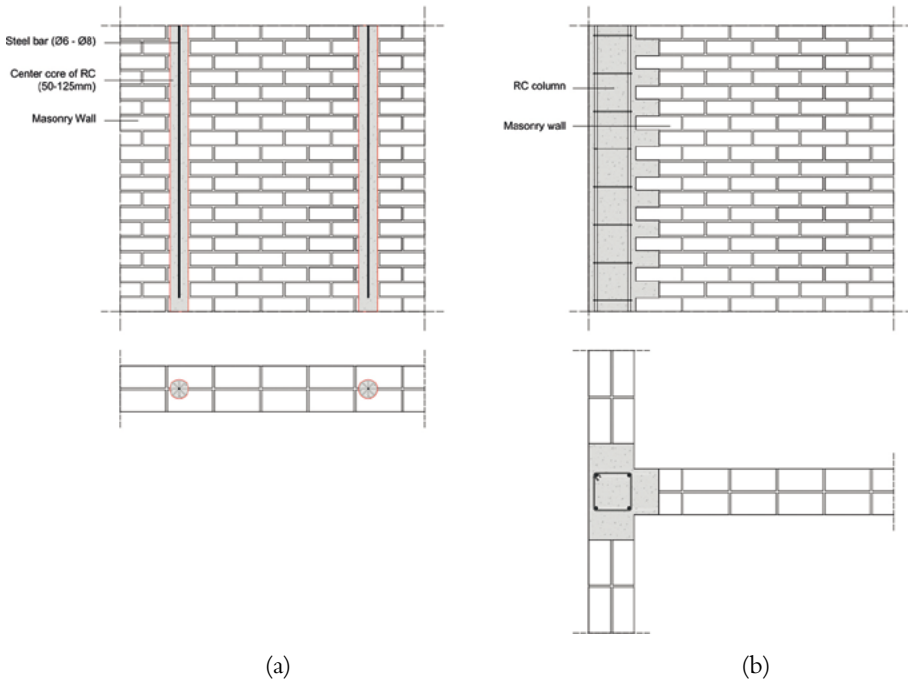 Steel bar (Ø6 - Ø8)
Center core of RC
(50-125mm)
Masonry Wall
RC column
Masonry wall
(a)
(b)